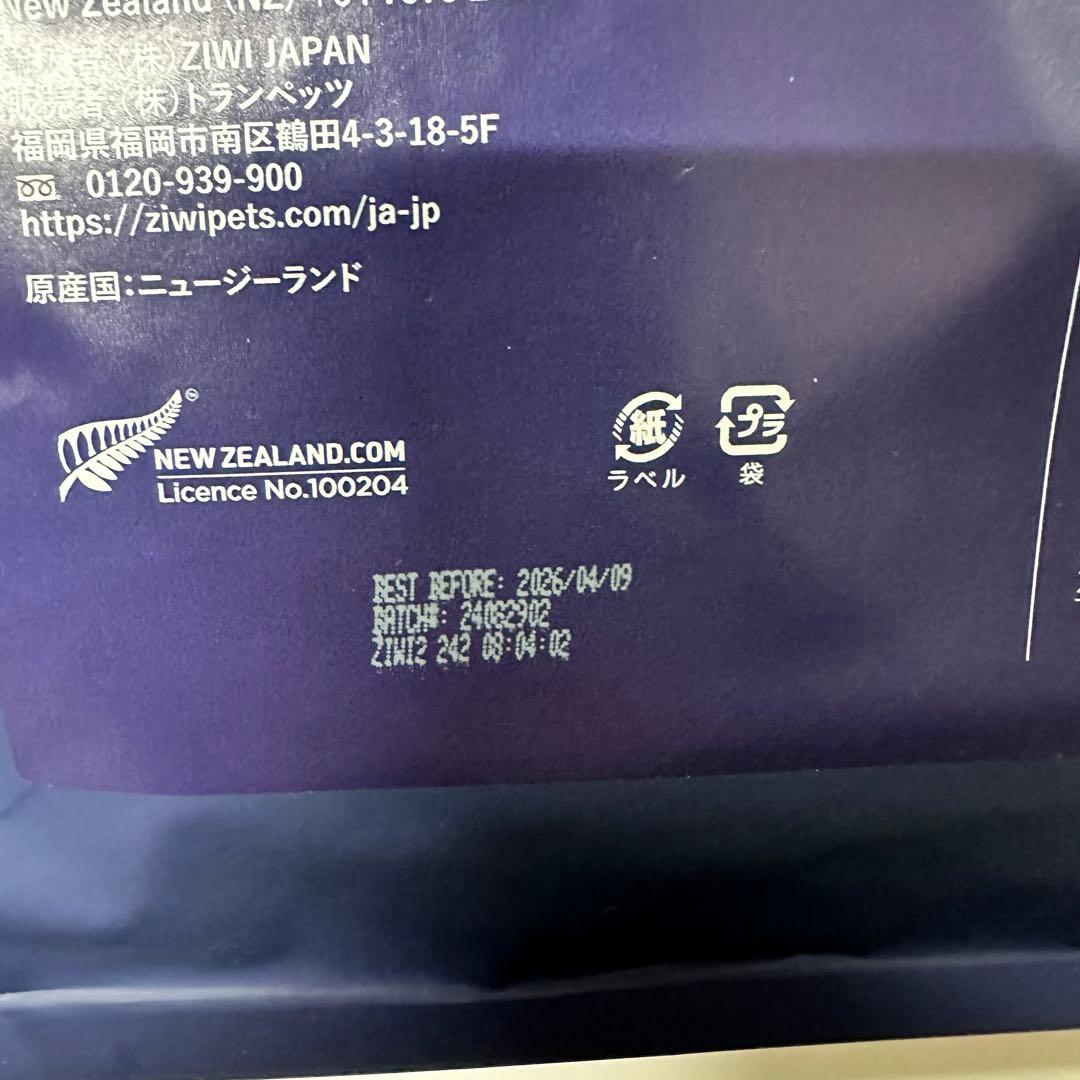 New Zealand (NZ)
(株)ZIWI JAPAN
販売者 (株)トランペッツ
福岡県福岡市南区鶴田4-3-18-5F
0120-939-900
https://ziwipets.com/ja-jp
原産国:ニュージーランド
NEW ZEALAND.COM
Licence No.100204
紙
ラベル
プラ
袋
BEST BEFORE: 2026/04/09
BATCH#: 24082902
ZIWI2 242 08:04:02